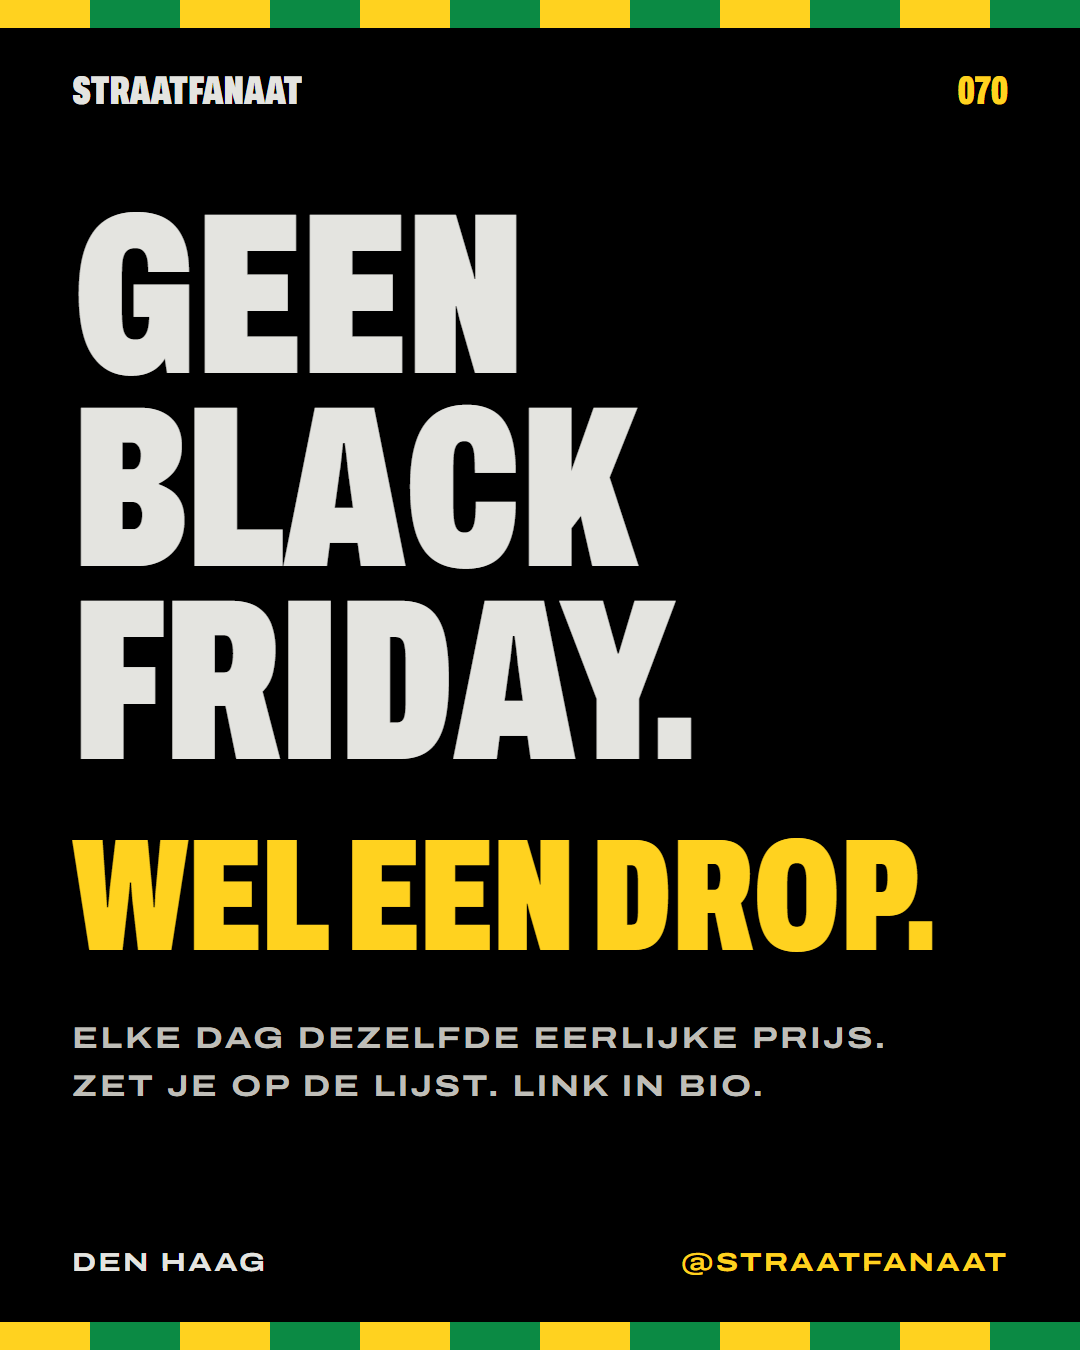 STRAATFANAAT
070
GEEN
BLACK
FRIDAY.
WEL EEN DROP.
ELKE DAG DEZELFDE EERLIJKE PRIJS.
ZET JE OP DE LIJST. LINK IN BIO.
DEN HAAG
@STRAATFANAAT